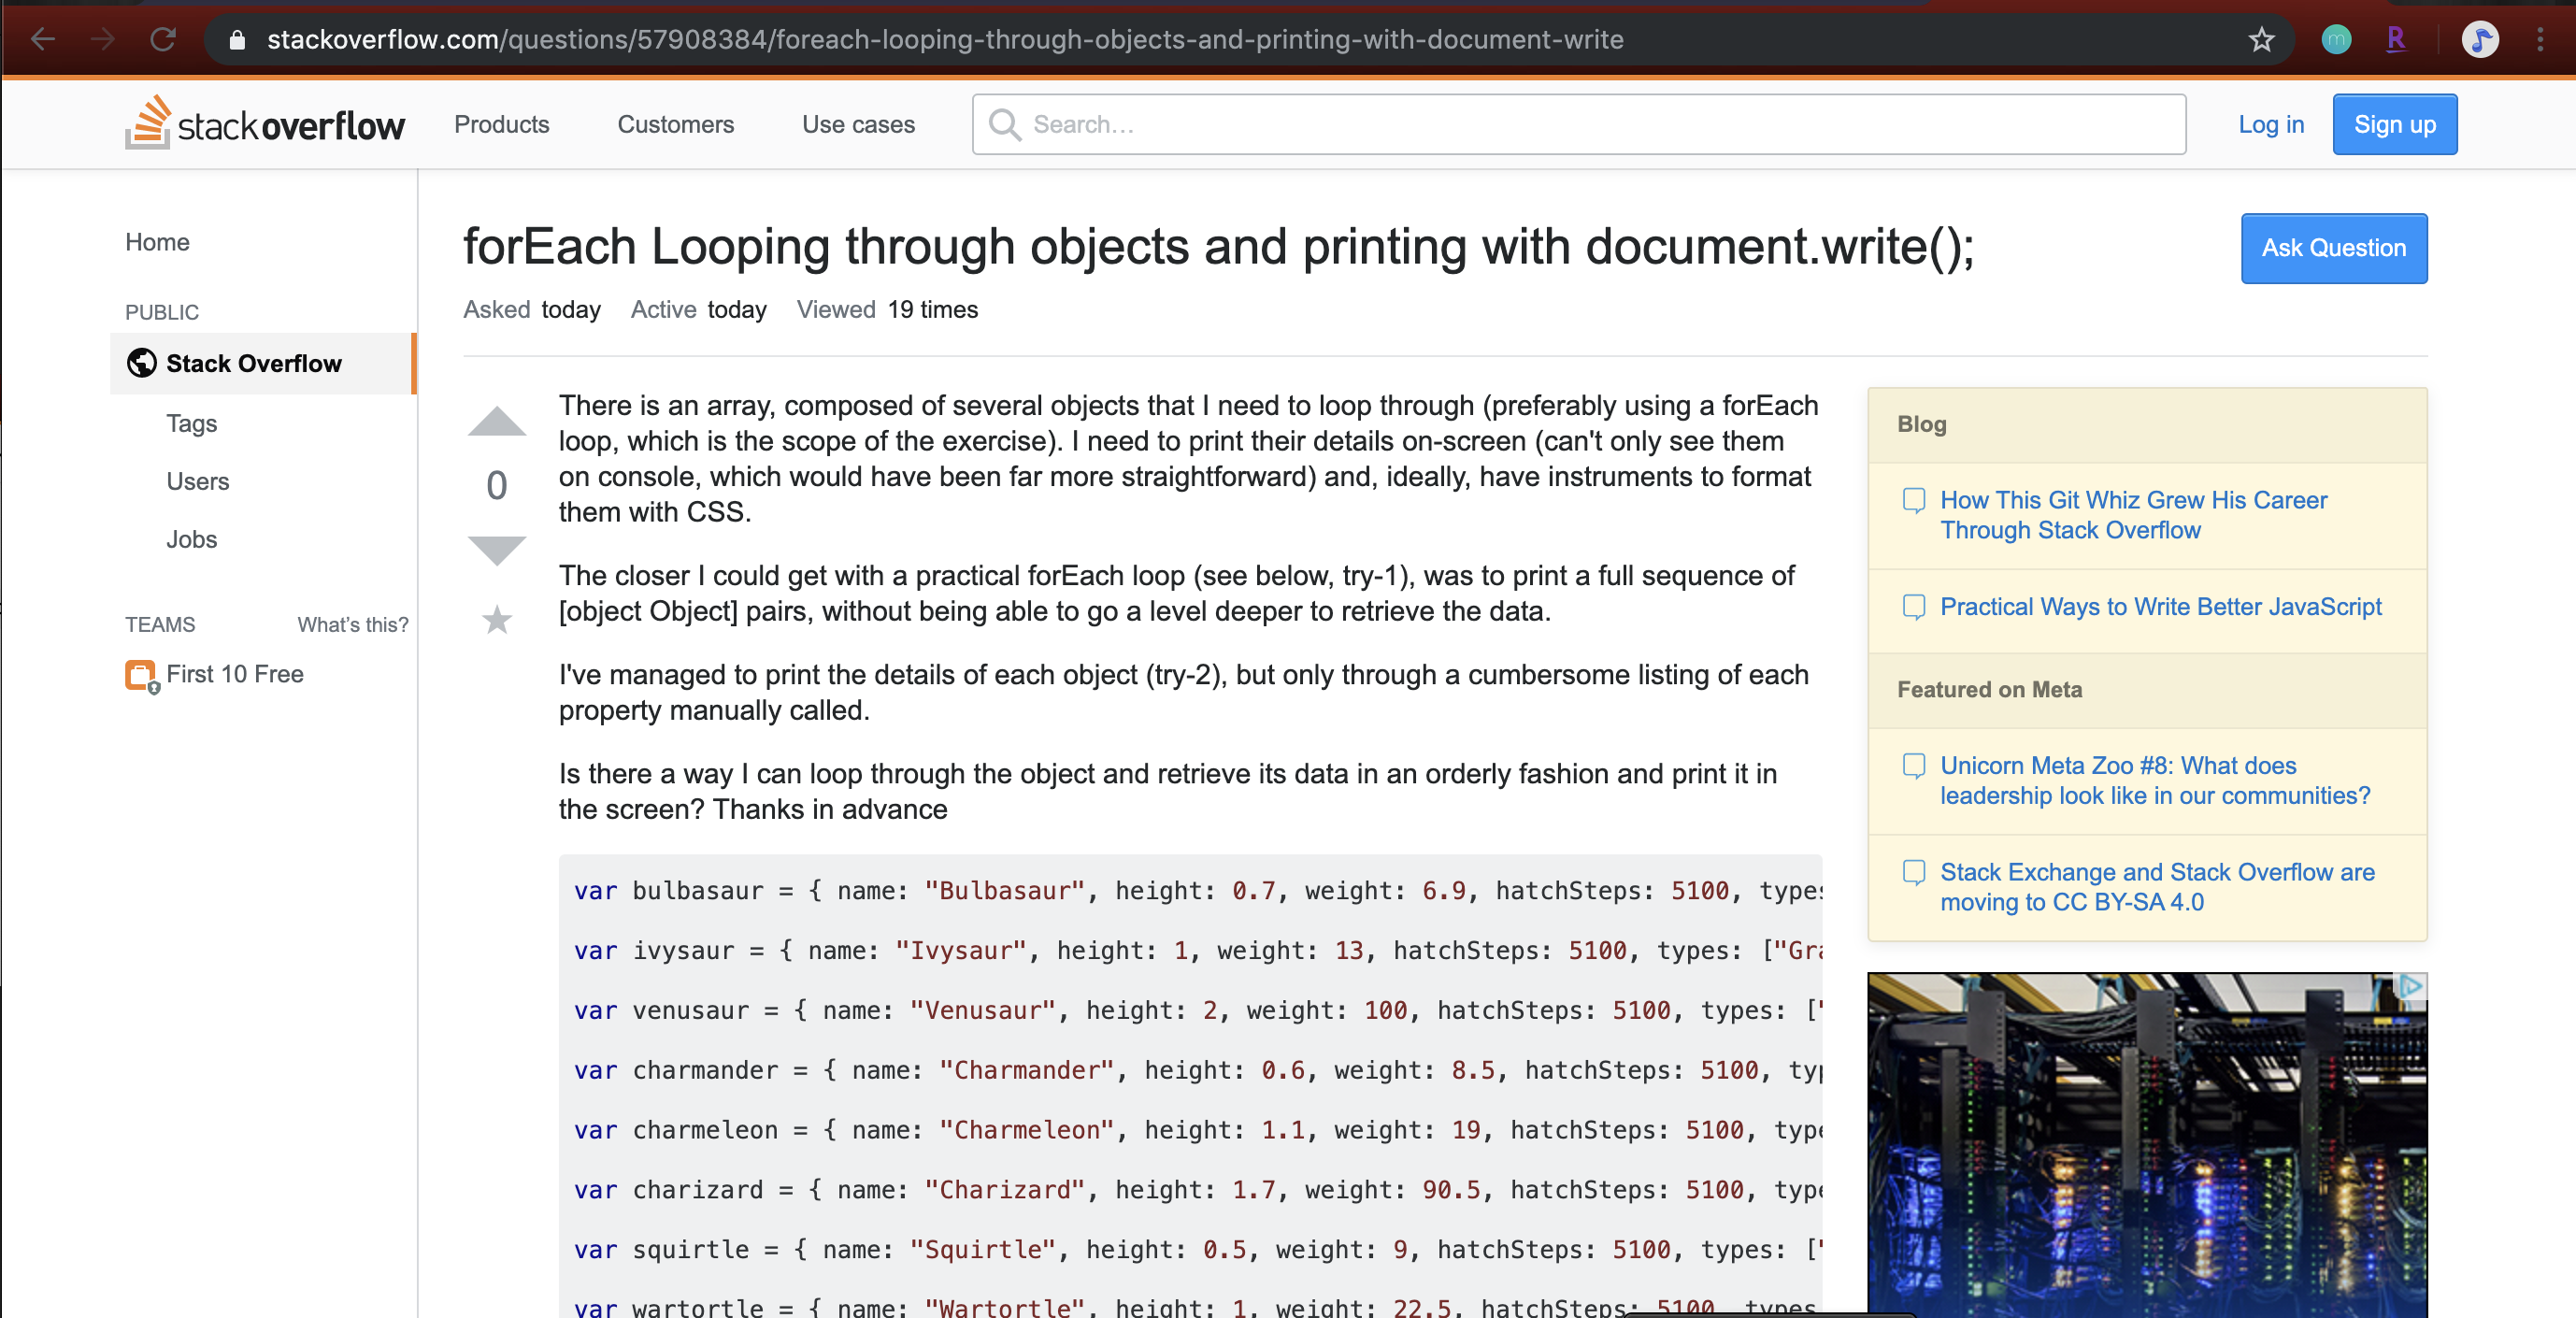 stackoverflow.com/questions/57908384/foreach-looping-through-objects-and-printing-with-document-write
m
R
stackoverflow
Products
Customers
Use cases
Search…
Log in
Sign up
Home
PUBLIC
Stack Overflow
Tags
Users
Jobs
TEAMS What's this?
First 10 Free
forEach Looping through objects and printing with document.write();
Ask Question
Asked today Active today Viewed 19 times
0
There is an array, composed of several objects that I need to loop through (preferably using a forEach
loop, which is the scope of the exercise). I need to print their details on-screen (can't only see them
on console, which would have been far more straightforward) and, ideally, have instruments to format
them with CSS.
The closer I could get with a practical forEach loop (see below, try-1), was to print a full sequence of
[object Object] pairs, without being able to go a level deeper to retrieve the data.
I've managed to print the details of each object (try-2), but only through a cumbersome listing of each
property manually called.
Is there a way I can loop through the object and retrieve its data in an orderly fashion and print it in
the screen? Thanks in advance
var bulbasaur = { name: "Bulbasaur", height: 0.7, weight: 6.9, hatchSteps: 5100, types
var ivysaur = { name: "Ivysaur", height: 1, weight: 13, hatchSteps: 5100, types: ["Gra
var venusaur = { name: "Venusaur", height: 2, weight: 100, hatchSteps: 5100, types: ["
var charmander = { name: "Charmander", height: 0.6, weight: 8.5, hatchSteps: 5100, typ
var charmeleon = { name: "Charmeleon", height: 1.1, weight: 19, hatchSteps: 5100, type
var charizard = { name: "Charizard", height: 1.7, weight: 90.5, hatchSteps: 5100, type
var squirtle = { name: "Squirtle", height: 0.5, weight: 9, hatchSteps: 5100, types: ["
var wartortle = { name: "Wartortle", height: 1, weight: 22.5, hatchSteps: 5100, types
Blog
How This Git Whiz Grew His Career
Through Stack Overflow
Practical Ways to Write Better JavaScript
Featured on Meta
Unicorn Meta Zoo #8: What does
leadership look like in our communities?
Stack Exchange and Stack Overflow are
moving to CC BY-SA 4.0